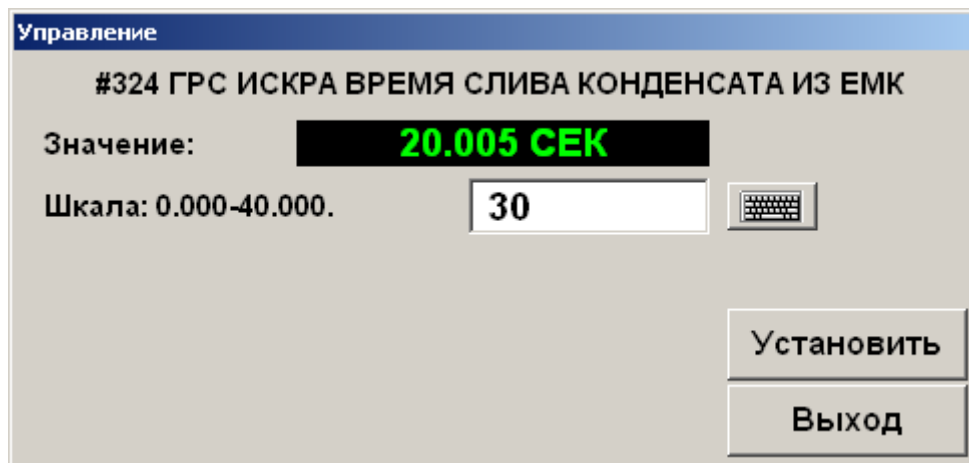 Управление
#324 ГРС ИСКРА ВРЕМЯ СЛИВА КОНДЕНСАТА ИЗ ЕМК
Значение: 20.005 СЕК
Шкала: 0.000-40.000. 30
Установить
Выход